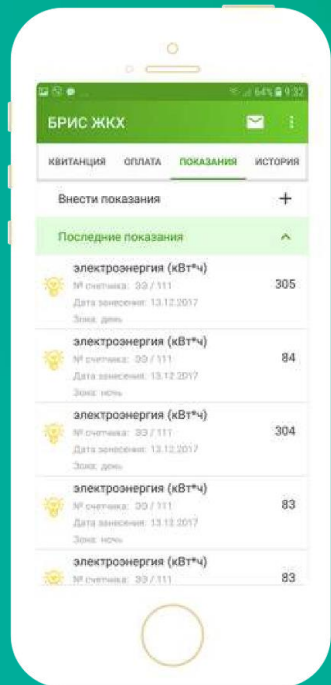 64% 9:32
БРИС ЖКХ
КВИТАНЦИЯ ОПЛАТА ПОКАЗАНИЯ ИСТОРИЯ
Внести показания +
Последние показания
электроэнергия (кВт*ч)
№ счетчика: ЭЭ / 111 305
Дата занесения: 13.12.2017
Зона: день
электроэнергия (кВт*ч)
№ счетчика: ЭЭ / 111 84
Дата занесения: 13.12.2017
Зона: ночь
электроэнергия (кВт*ч)
№ счетчика: ЭЭ / 111 304
Дата занесения: 13.12.2017
Зона: день
электроэнергия (кВт*ч)
№ счетчика: ЭЭ / 111 83
Дата занесения: 13.12.2017
Зона: ночь
электроэнергия (кВт*ч)
№ счетчика: ЭЭ / 111 83